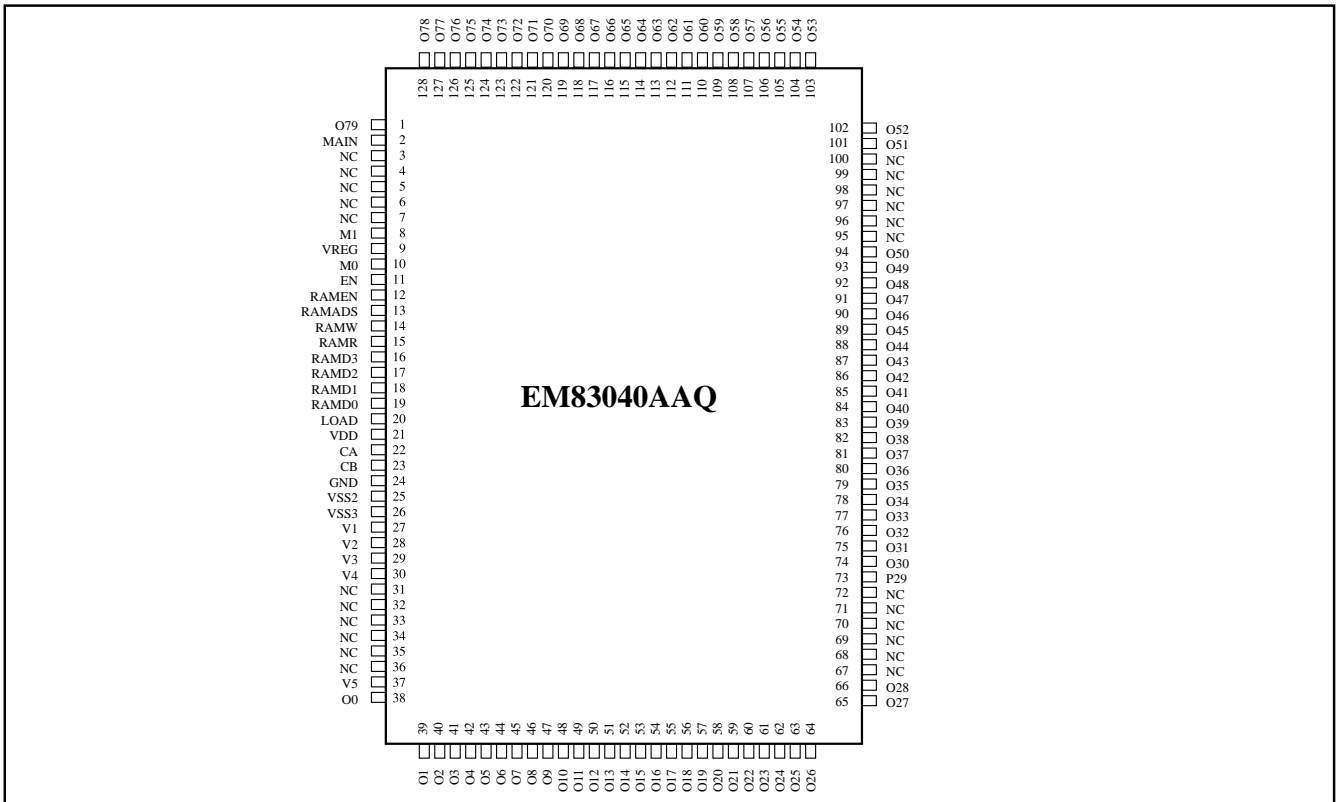 O78 O77 O76 O75 O74 O73 O72 O71 O70 O69 O68 O67 O66 O65 O64 O63 O62 O61 O60 O59 O58 O57 O56 O55 O54 O53
128 127 126 125 124 123 122 121 120 119 118 117 116 115 114 113 112 111 110 109 108 107 106 105 104 103
O79 1
MAIN 2
NC 3
NC 4
NC 5
NC 6
NC 7
M1 8
VREG 9
M0 10
EN 11
RAMEN 12
RAMADS 13
RAMW 14
RAMR 15
RAMD3 16
RAMD2 17
RAMD1 18
RAMD0 19
LOAD 20
VDD 21
CA 22
CB 23
GND 24
VSS2 25
VSS3 26
V1 27
V2 28
V3 29
V4 30
NC 31
NC 32
NC 33
NC 34
NC 35
NC 36
V5 37
O0 38
EM83040AAQ
102 O52
101 O51
100 NC
99 NC
98 NC
97 NC
96 NC
95 NC
94 O50
93 O49
92 O48
91 O47
90 O46
89 O45
88 O44
87 O43
86 O42
85 O41
84 O40
83 O39
82 O38
81 O37
80 O36
79 O35
78 O34
77 O33
76 O32
75 O31
74 O30
73 P29
72 NC
71 NC
70 NC
69 NC
68 NC
67 NC
66 O28
65 O27
39 40 41 42 43 44 45 46 47 48 49 50 51 52 53 54 55 56 57 58 59 60 61 62 63 64
O1 O2 O3 O4 O5 O6 O7 O8 O9 O10 O11 O12 O13 O14 O15 O16 O17 O18 O19 O20 O21 O22 O23 O24 O25 O26